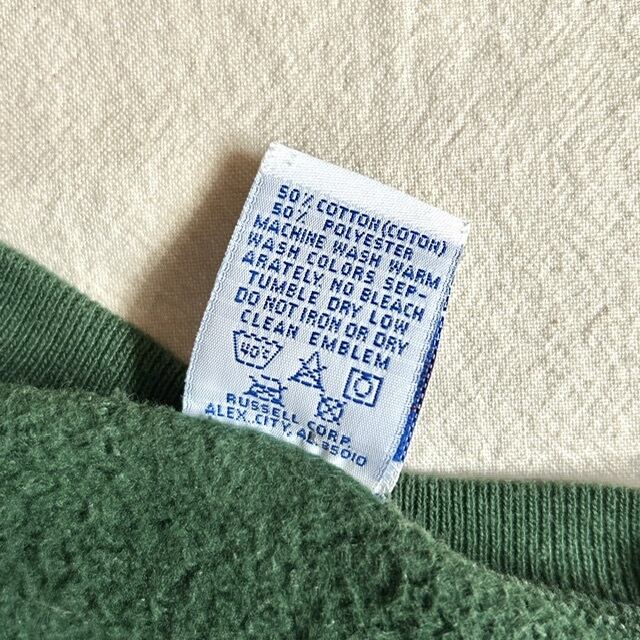 50% COTTON (COTON)
50% POLYESTER
MACHINE WASH WARM
WASH COLORS SEP-
ARATELY. NO BLEACH
TUMBLE DRY LOW
DO NOT IRON OR DRY
CLEAN EMBLEM
40°
RUSSELL CORP.
ALEX. CITY, AL 35010